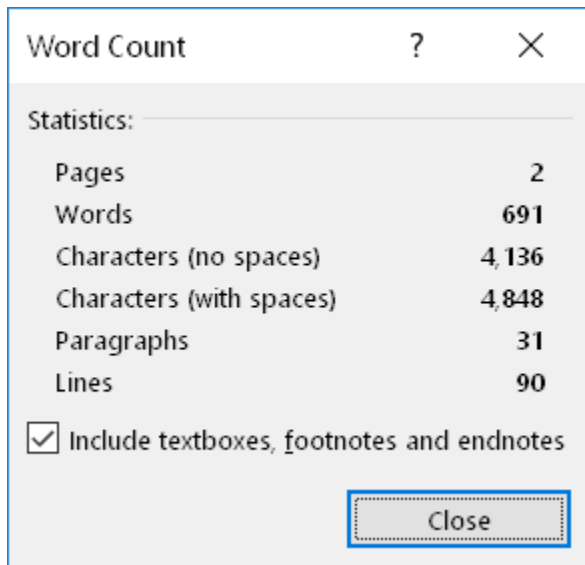 Word Count ?
Statistics:
Pages 2
Words 691
Characters (no spaces) 4,136
Characters (with spaces) 4,848
Paragraphs 31
Lines 90
Include textboxes, footnotes and endnotes
Close